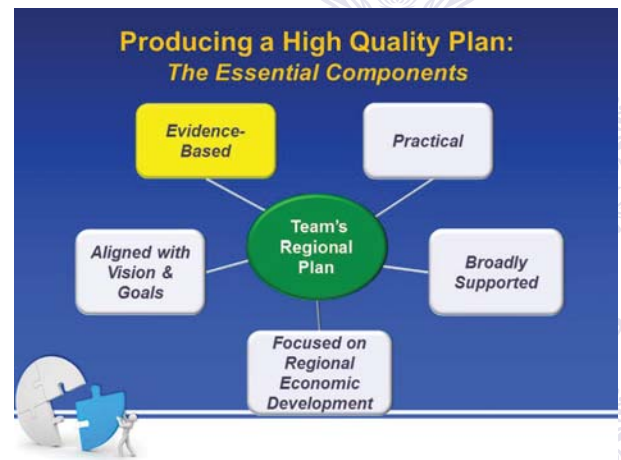 Producing a High Quality Plan:
The Essential Components
Evidence-
Based
Practical
Team's
Regional
Plan
Aligned with
Vision &
Goals
Broadly
Supported
Focused on
Regional
Economic
Development